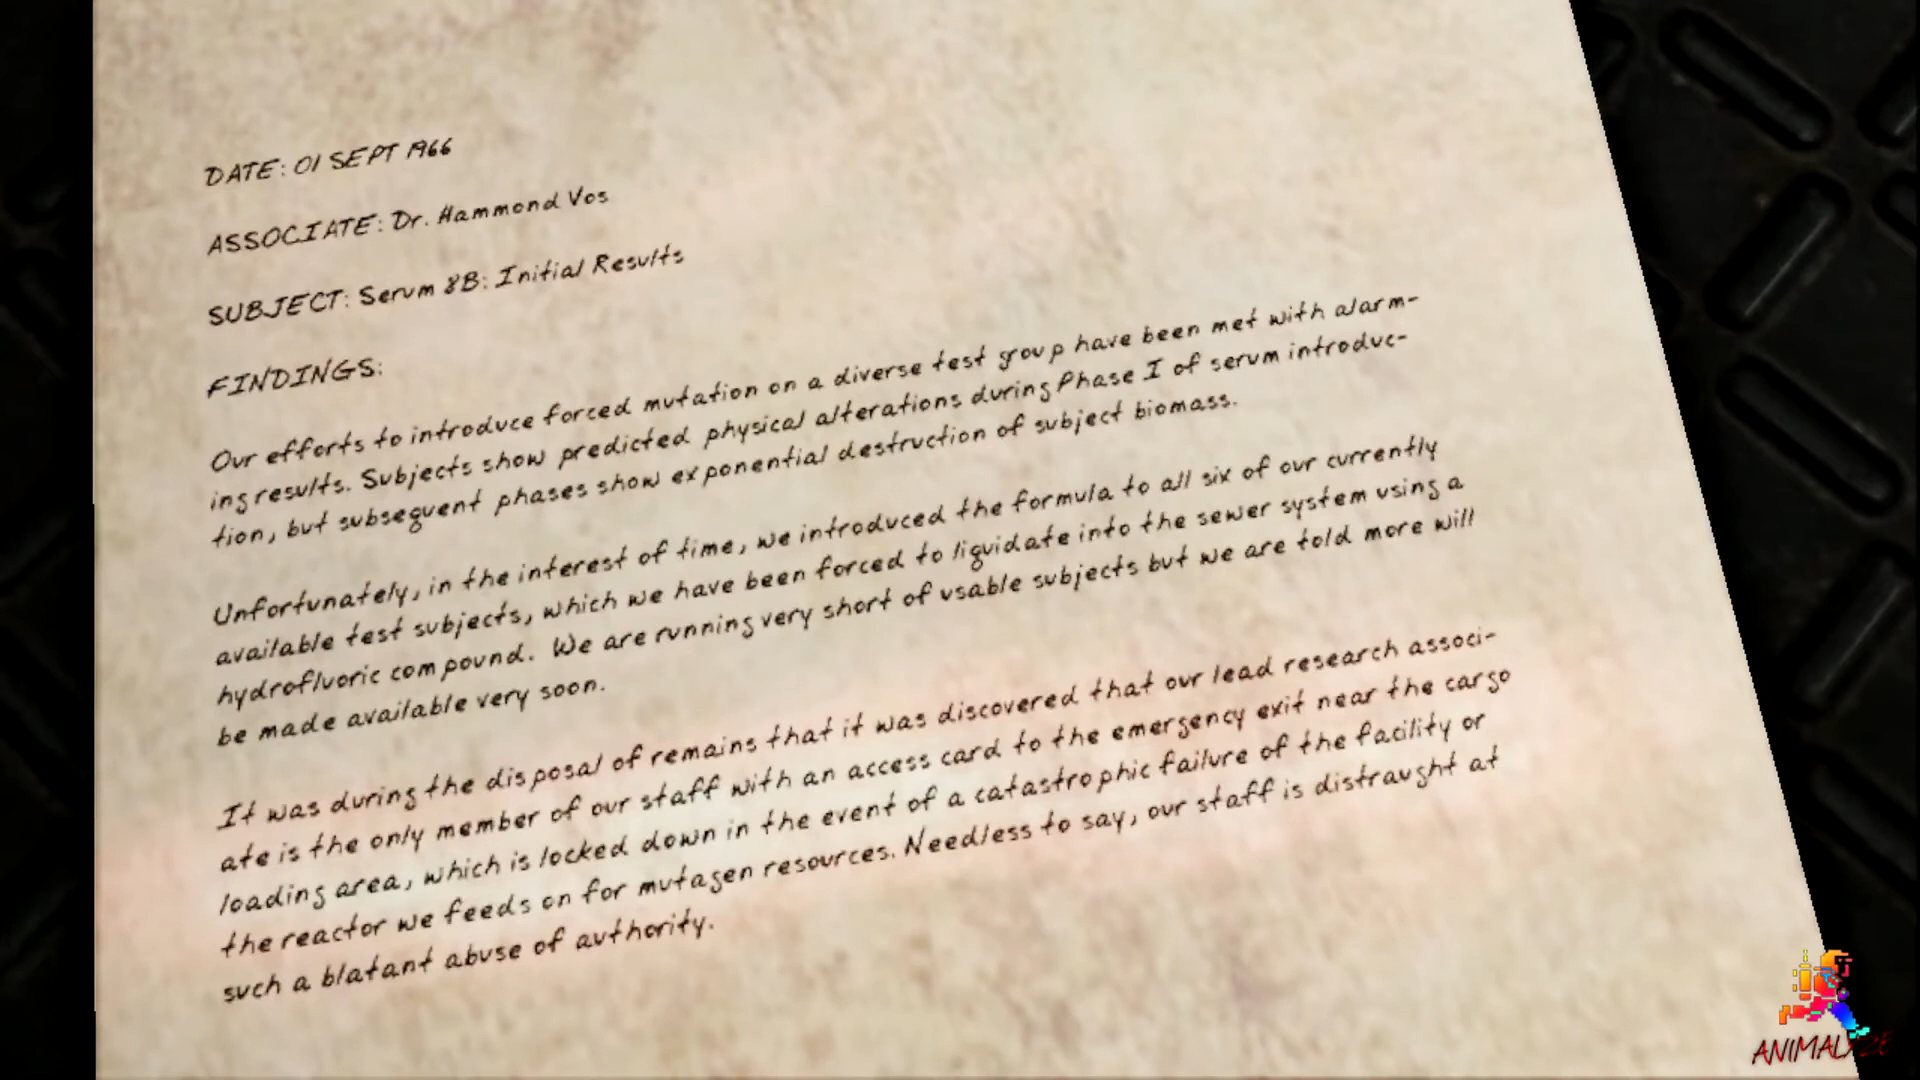 DATE: 01 SEPT 1966
ASSOCIATE: Dr. Hammond Vos
SUBJECT: Serum 8B: Initial Results
FINDINGS:
Our efforts to introduce forced mutation on a diverse test group have been met with alarm-
ing results. Subjects show predicted physical alterations during Phase I of serum introduc-
tion, but subsequent phases show exponential destruction of subject biomass.
Unfortunately, in the interest of time, we introduced the formula to all six of our currently
available test subjects, which we have been forced to liquidate into the sewer system using a
hydrofluoric compound. We are running very short of usable subjects but we are told more will
be made available very soon.
It was during the disposal of remains that it was discovered that our lead research associ-
ate is the only member of our staff with an access card to the emergency exit near the cargo
loading area, which is locked down in the event of a catastrophic failure of the facility or
the reactor we feeds on for mutagen resources. Needless to say, our staff is distraught at
such a blatant abuse of authority.
ANIMALYZE